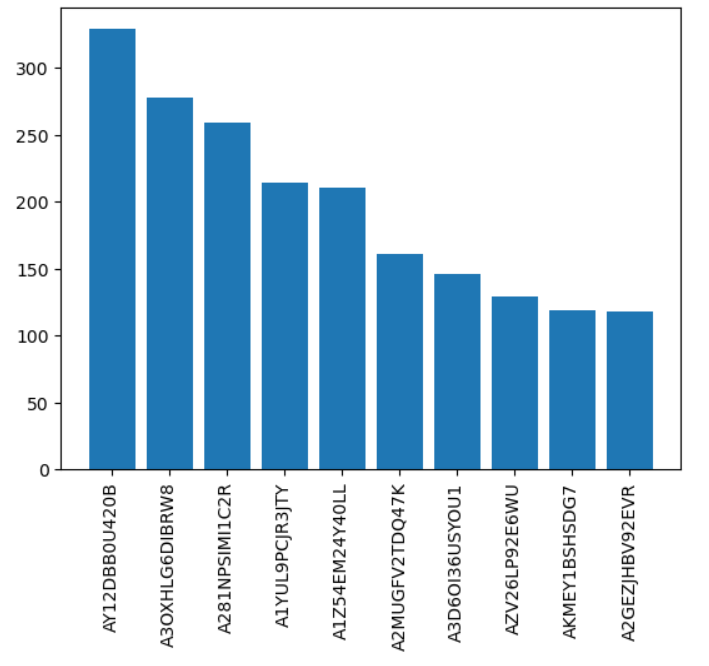 300
250
200
150
100
50
0
AY12DBB0U420B
A3OXHLG6DIBRW8
A281NPSIMI1C2R
A1YUL9PCJR3JTY
A1Z54EM24Y40LL
A2MUGFV2TDQ47K
A3D6OI36USYOU1
AZV26LP92E6WU
AKMEY1BSHSDG7
A2GEZJHBV92EVR